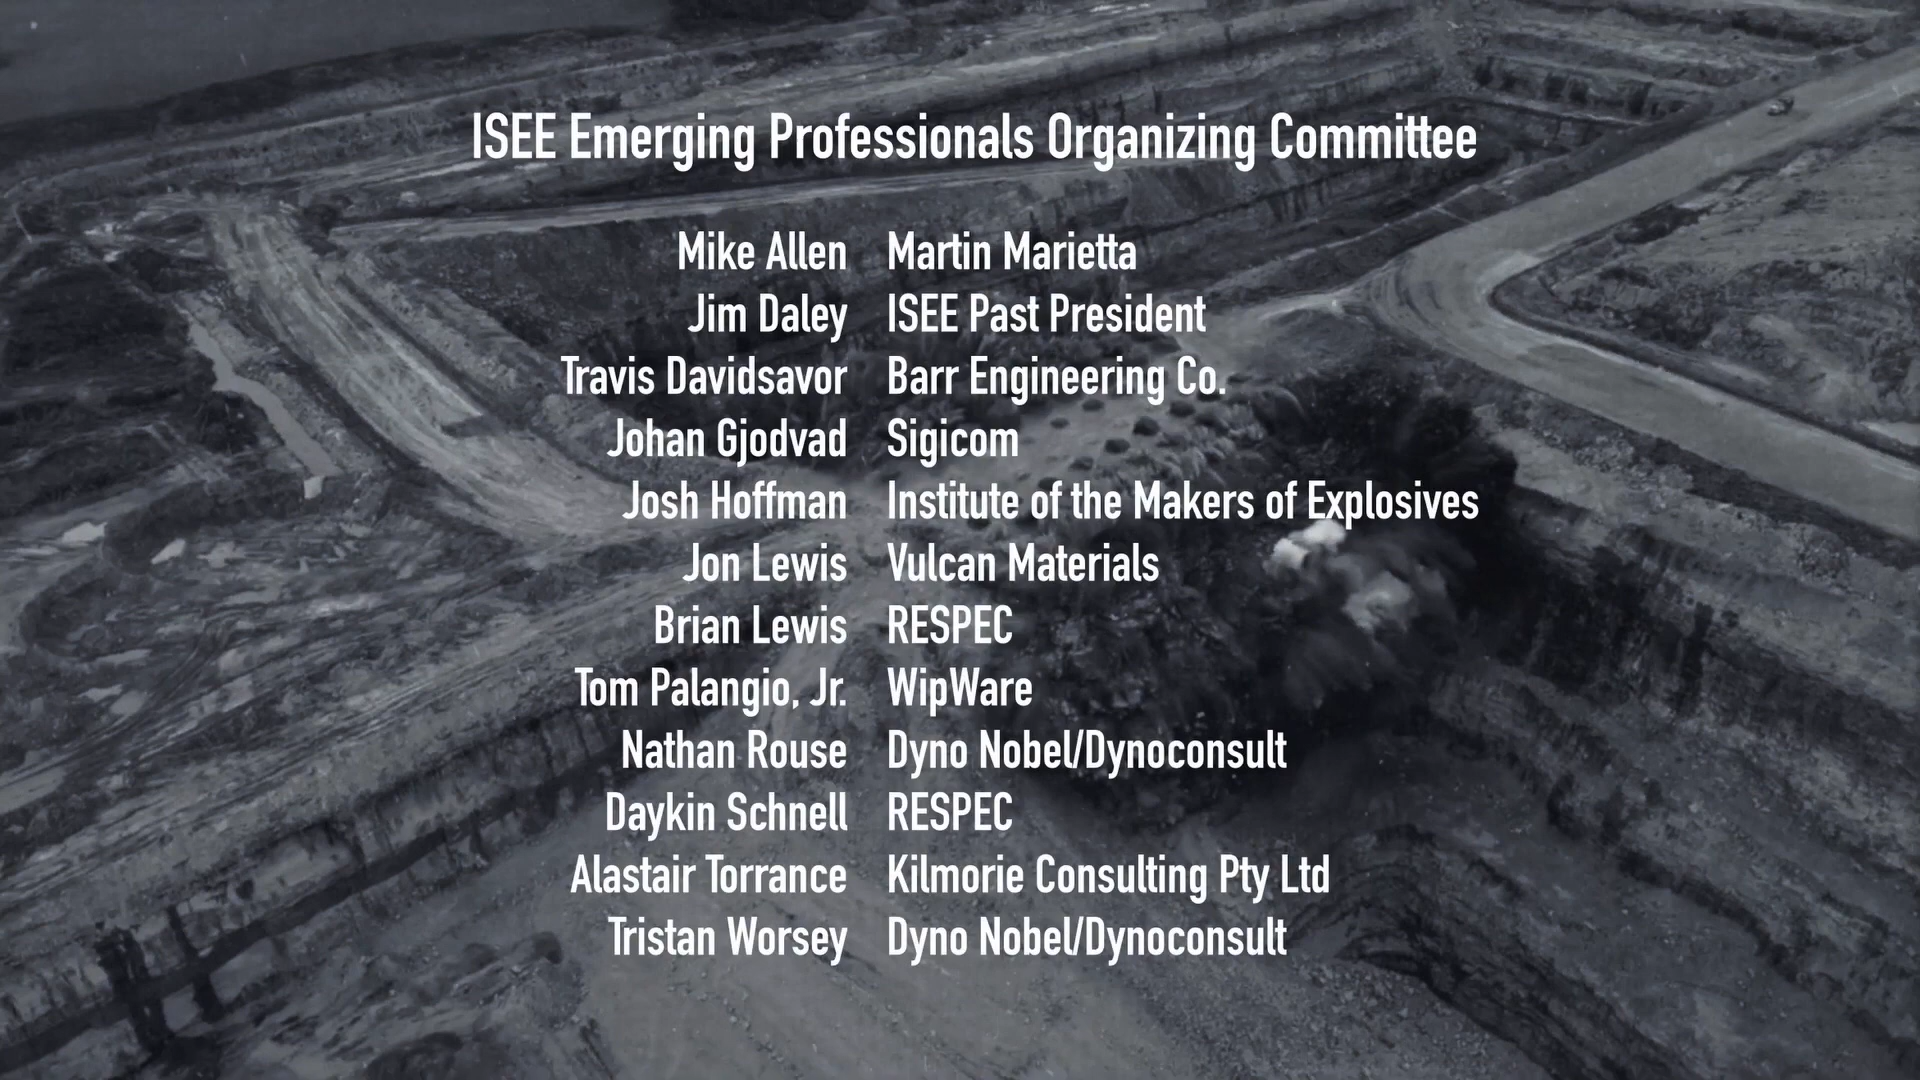 ISEE Emerging Professionals Organizing Committee
Mike Allen Martin Marietta
Jim Daley ISEE Past President
Travis Davidsavor Barr Engineering Co.
Johan Gjodvad Sigicom
Josh Hoffman Institute of the Makers of Explosives
Jon Lewis Vulcan Materials
Brian Lewis RESPEC
Tom Palangio, Jr. WipWare
Nathan Rouse Dyno Nobel/Dynoconsult
Daykin Schnell RESPEC
Alastair Torrance Kilmorie Consulting Pty Ltd
Tristan Worsey Dyno Nobel/Dynoconsult